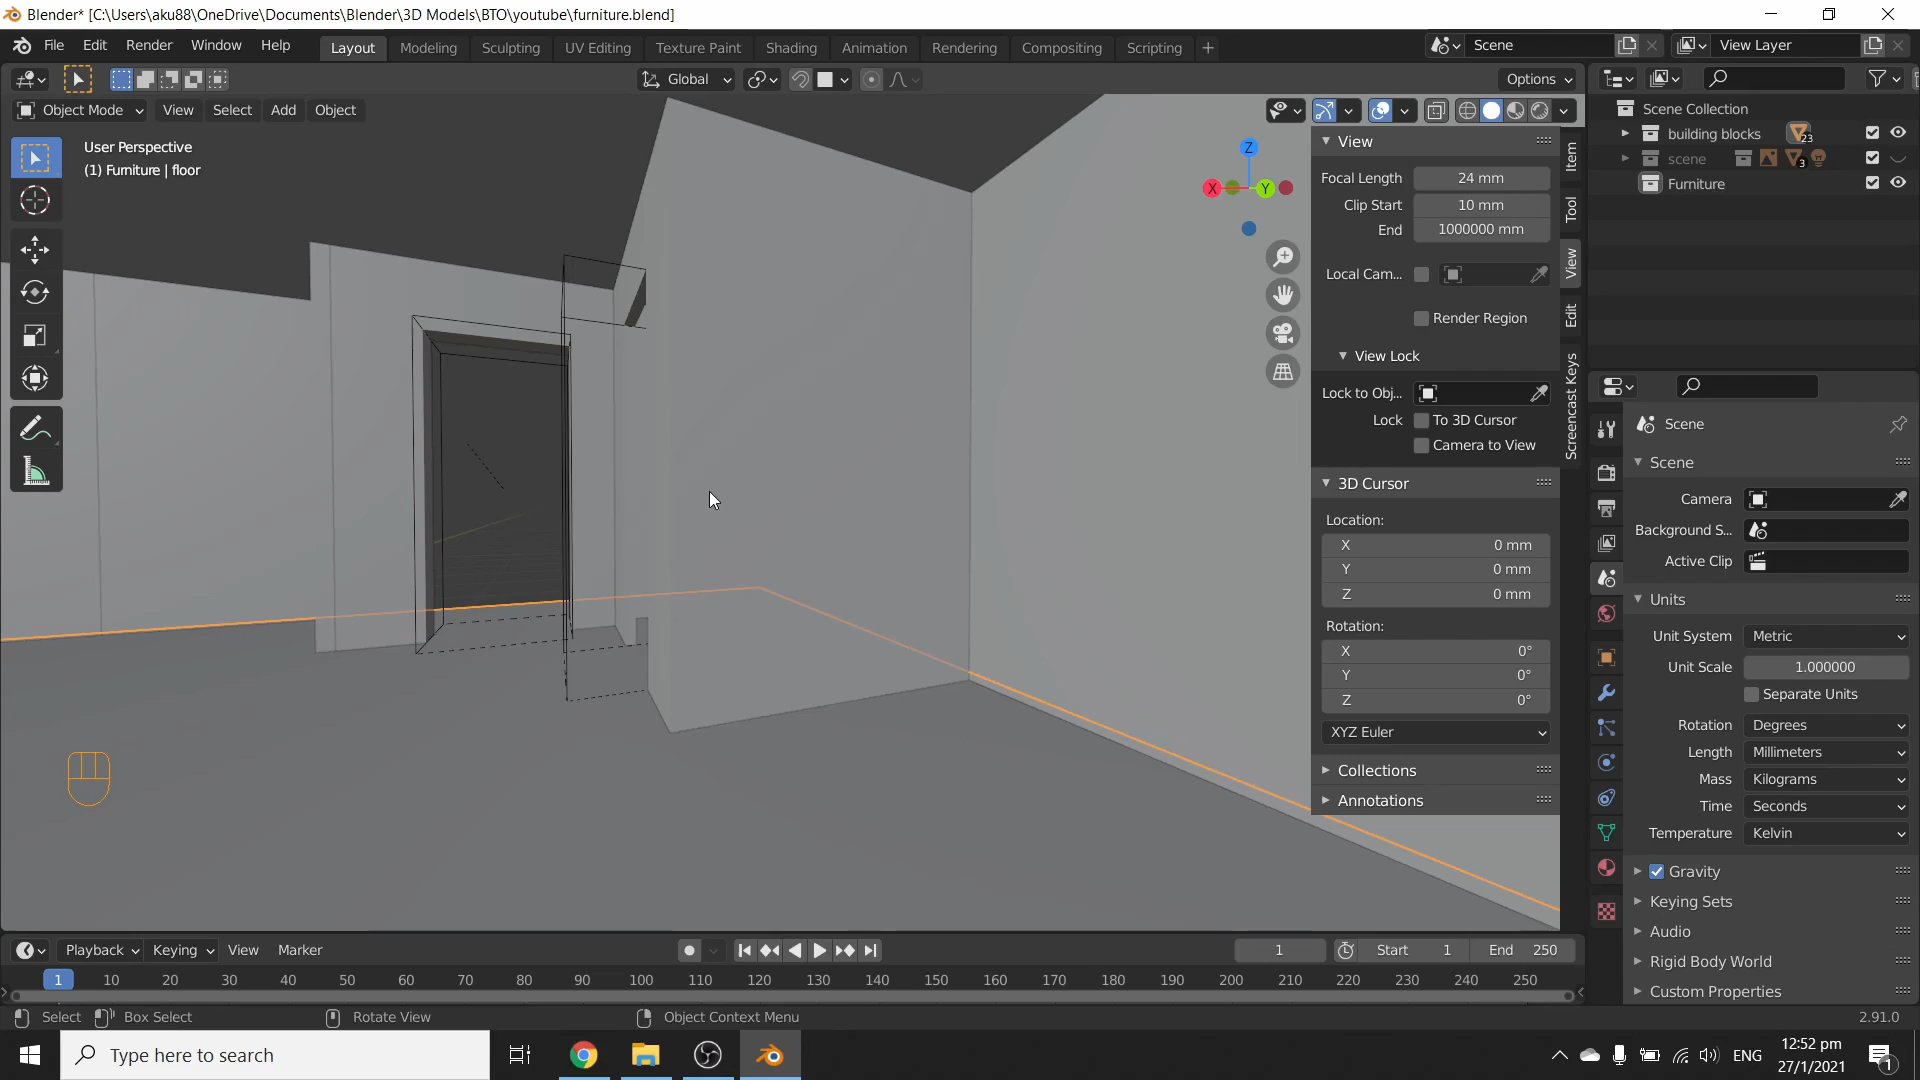 Blender* [C:\Users\aku88\OneDrive\Documents\Blender\3D Models\BTO\youtube\furniture.blend]
File Edit Render Window Help Layout Modeling Sculpting UV Editing Texture Paint Shading Animation Rendering Compositing Scripting + Scene View Layer
Global Options
Object Mode View Select Add Object
User Perspective
(1) Furniture | floor
Z
X
Y
View
Focal Length 24 mm
Clip Start 10 mm
End 1000000 mm
Local Cam...
Render Region
View Lock
Lock to Obj...
Lock To 3D Cursor
Camera to View
3D Cursor
Location:
X 0 mm
Y 0 mm
Z 0 mm
Rotation:
X 0°
Y 0°
Z 0°
XYZ Euler
Collections
Annotations
Item
Tool
View
Edit
Screencast Keys
Scene Collection
building blocks 23
scene 3
Furniture
Scene
Scene
Camera
Background S...
Active Clip
Units
Unit System Metric
Unit Scale 1.000000
Separate Units
Rotation Degrees
Length Millimeters
Mass Kilograms
Time Seconds
Temperature Kelvin
Gravity
Keying Sets
Audio
Rigid Body World
Custom Properties
Playback Keying View Marker 1 Start 1 End 250
1 10 20 30 40 50 60 70 80 90 100 110 120 130 140 150 160 170 180 190 200 210 220 230 240 250
Select Box Select Rotate View Object Context Menu 2.91.0
Type here to search ENG 12:52 pm
27/1/2021 1